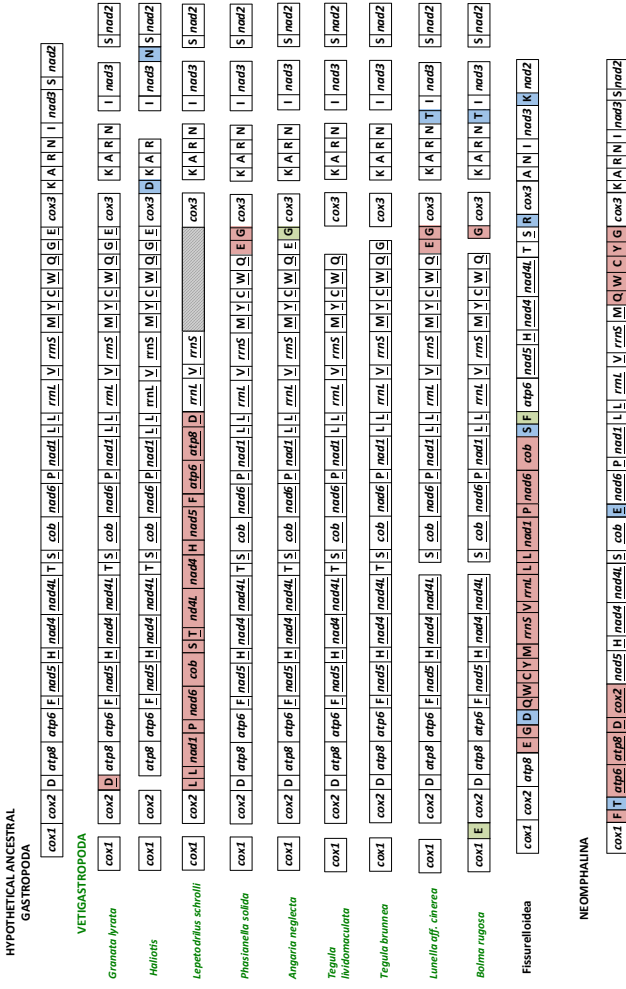 HYPOTHETICAL ANCESTRAL
GASTROPODA
cox1 cox2 D atp8 atp6 F nad5 H nad4 nad4L T S cob nad6 P nad1 L L rrnL V rrnS M Y C W Q G E cox3 K A R N I nad3 S nad2
VETIGASTROPODA
Granata lyrata cox1 cox2 D atp8 atp6 F nad5 H nad4 nad4L T S cob nad6 P nad1 L L rrnL V rrnS M Y C W Q G E cox3 K A R N I nad3 S nad2
Haliotis cox1 cox2 atp8 atp6 F nad5 H nad4 nad4L T S cob nad6 P nad1 L L rrnL V rrnS M Y C W Q G E cox3 D K A R I nad3 N S nad2
Lepetodrilus schrolli cox1 cox2 L L nad1 P nad6 cob S T nd4L nad4 H nad5 F atp6 atp8 D rrnL V rrnS cox3 K A R N I nad3 S nad2
Phasianella solida cox1 cox2 D atp8 atp6 F nad5 H nad4 nad4L T S cob nad6 P nad1 L L rrnL V rrnS M Y C W Q E G cox3 K A R N I nad3 S nad2
Angaria neglecta cox1 cox2 D atp8 atp6 F nad5 H nad4 nad4L T S cob nad6 P nad1 L L rrnL V rrnS M Y C W Q E G cox3 K A R N I nad3 S nad2
Tegula
lividomaculata cox1 cox2 D atp8 atp6 F nad5 H nad4 nad4L T S cob nad6 P nad1 L L rrnL V rrnS M Y C W Q cox3 K A R N I nad3 S nad2
Tegula brunnea cox1 cox2 D atp8 atp6 F nad5 H nad4 nad4L T S cob nad6 P nad1 L L rrnL V rrnS M Y C W Q G cox3 K A R N I nad3 S nad2
Lunella aff. cinerea cox1 cox2 D atp8 atp6 F nad5 H nad4 nad4L S cob nad6 P nad1 L L rrnL V rrnS M Y C W Q E G cox3 K A R N T I nad3 S nad2
Bolma rugosa cox1 E cox2 D atp8 atp6 F nad5 H nad4 nad4L S cob nad6 P nad1 L L rrnL V rrnS M Y C W Q G cox3 K A R N T I nad3 S nad2
Fissurelloidea cox1 cox2 atp8 E G D Q W C Y M rrnS V rrnL L L nad1 P nad6 cob S F atp6 nad5 H nad4 nad4L T S R cox3 A N I nad3 K nad2
NEOMPHALINA
cox1 F T atp6 atp8 D cox2 nad5 H nad4 nad4L S cob E nad6 P nad1 L L rrnL V rrnS M Q W C Y G cox3 K A R N I nad3 S nad2